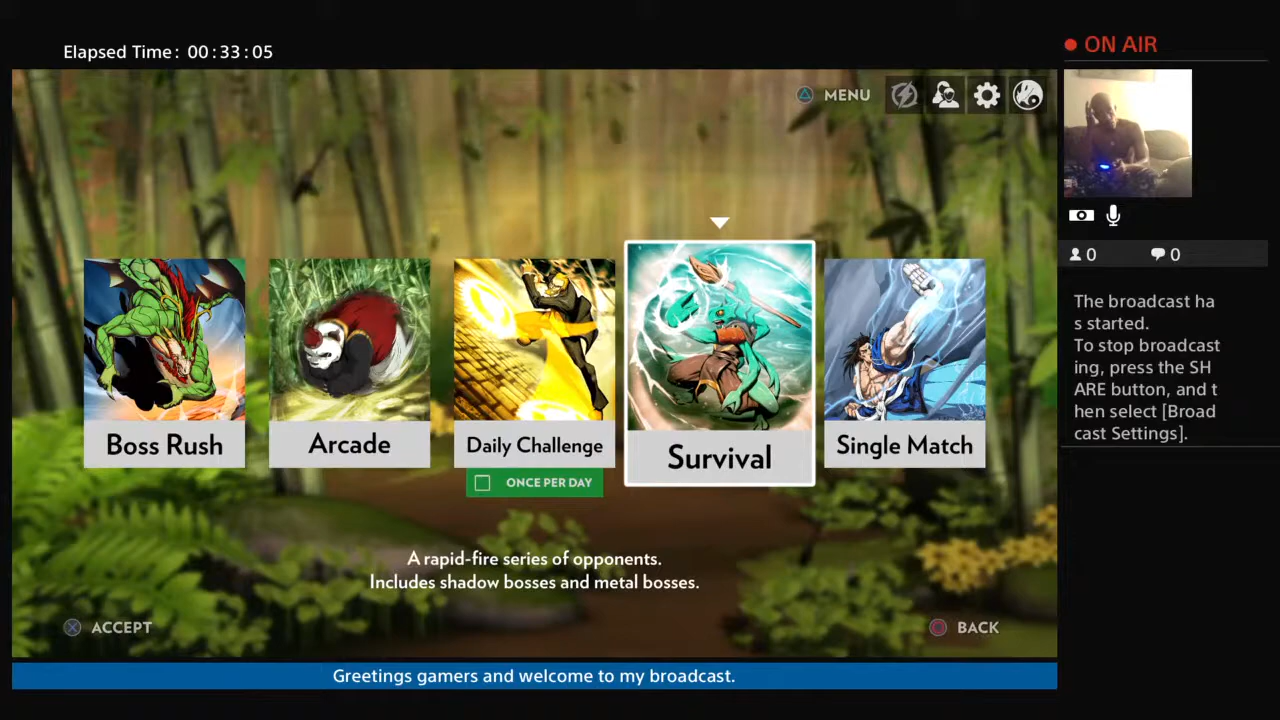 Elapsed Time: 00:33:05
ON AIR
MENU
0
0
The broadcast ha
s started.
To stop broadcast
ing, press the SH
ARE button, and t
hen select [Broad
cast Settings].
Boss Rush
Arcade
Daily Challenge
Survival
Single Match
ONCE PER DAY
A rapid-fire series of opponents.
Includes shadow bosses and metal bosses.
ACCEPT
BACK
Greetings gamers and welcome to my broadcast.